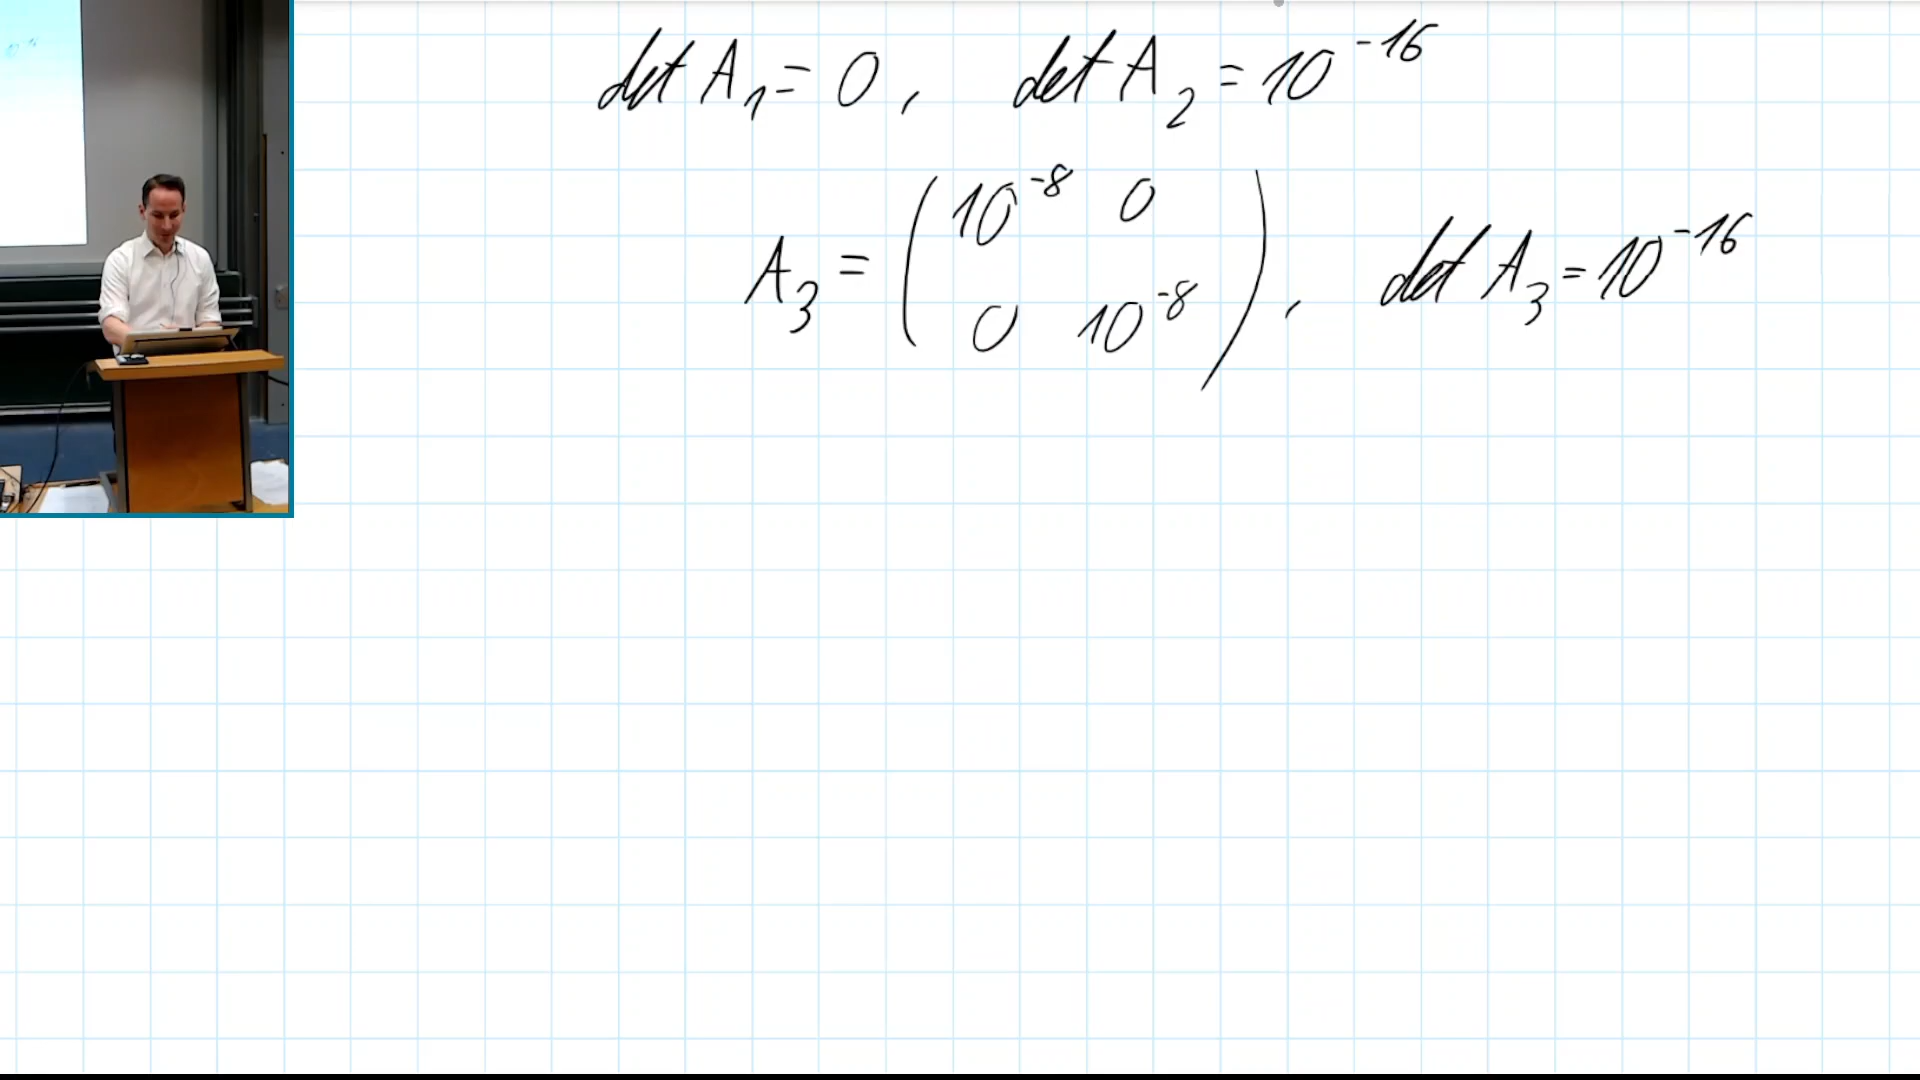 det A₁ = 0, det A₂ = 10⁻¹⁶
A₃ = ( 10⁻⁸ 0
0 10⁻⁸ ), det A₃ = 10⁻¹⁶